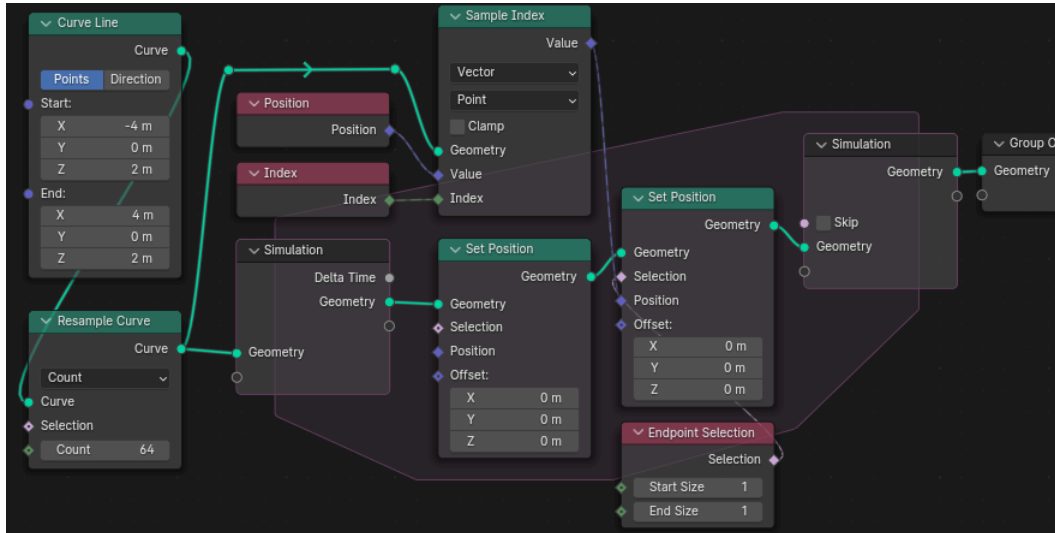 Curve Line
Curve
Points Direction
Start:
X -4 m
Y 0 m
Z 2 m
End:
X 4 m
Y 0 m
Z 2 m
Resample Curve
Curve
Count
Curve
Selection
Count 64
Position
Position
Index
Index
Simulation
Delta Time
Geometry
Geometry
Sample Index
Value
Vector
Point
Clamp
Geometry
Value
Index
Set Position
Geometry
Geometry
Selection
Position
Offset:
X 0 m
Y 0 m
Z 0 m
Set Position
Geometry
Geometry
Selection
Position
Offset:
X 0 m
Y 0 m
Z 0 m
Endpoint Selection
Selection
Start Size 1
End Size 1
Simulation
Geometry
Skip
Geometry
Group O
Geometry